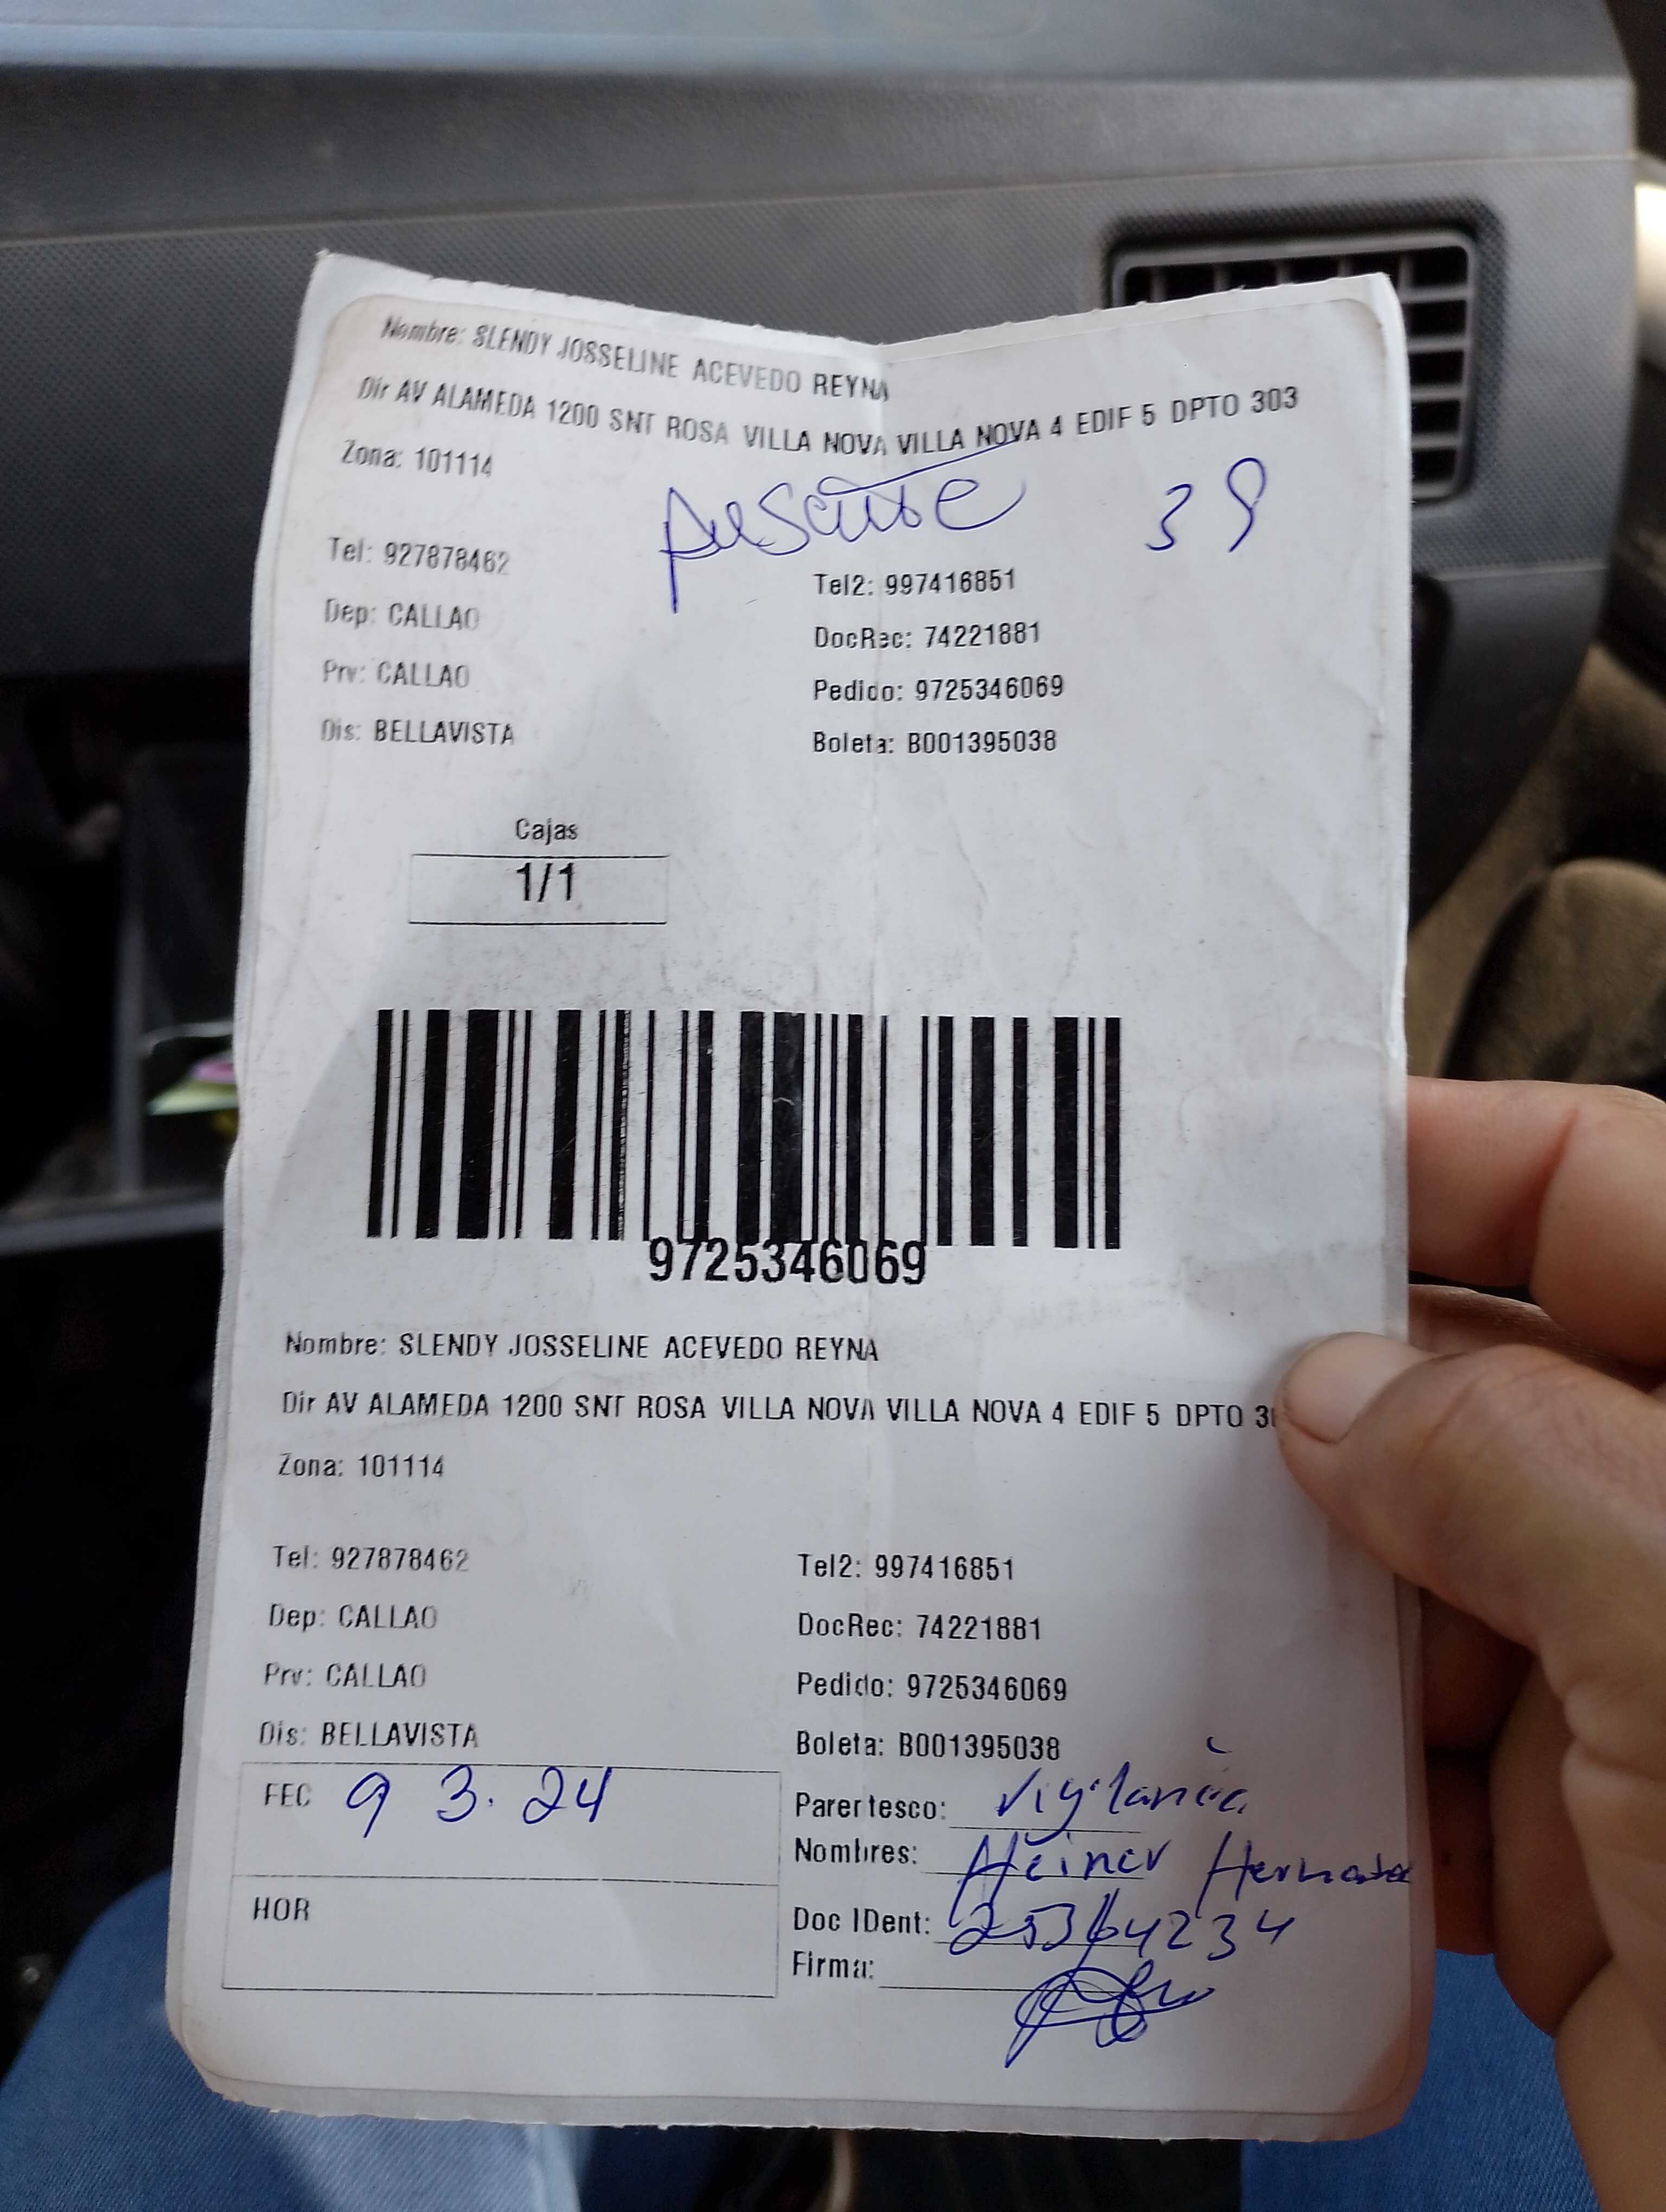 Nombre: SLENDY JOSSELINE ACEVEDO REYNA
Dir AV ALAMEDA 1200 SNT ROSA VILLA NOVA VILLA NOVA 4 EDIF 5 DPTO 303
Zona: 101114
39
Tel: 927878462 Tel2: 997416851
Dep: CALLAO DocRec: 74221881
Prv: CALLAO Pedido: 9725346069
Dis: BELLAVISTA Boleta: B001395038
Cajas
1/1
9725346069
Nombre: SLENDY JOSSELINE ACEVEDO REYNA
Dir AV ALAMEDA 1200 SNT ROSA VILLA NOVA VILLA NOVA 4 EDIF 5 DPTO
Zona: 101114
Tel: 927878462 Tel2: 997416851
Dep: CALLAO DocRec: 74221881
Prv: CALLAO Pedido: 9725346069
Dis: BELLAVISTA Boleta: B001395038
FEC 9 3. 24 Parentesco: Vigilancia
Nombres: Heiner
HOR Doc IDent: 25364234
Firma: